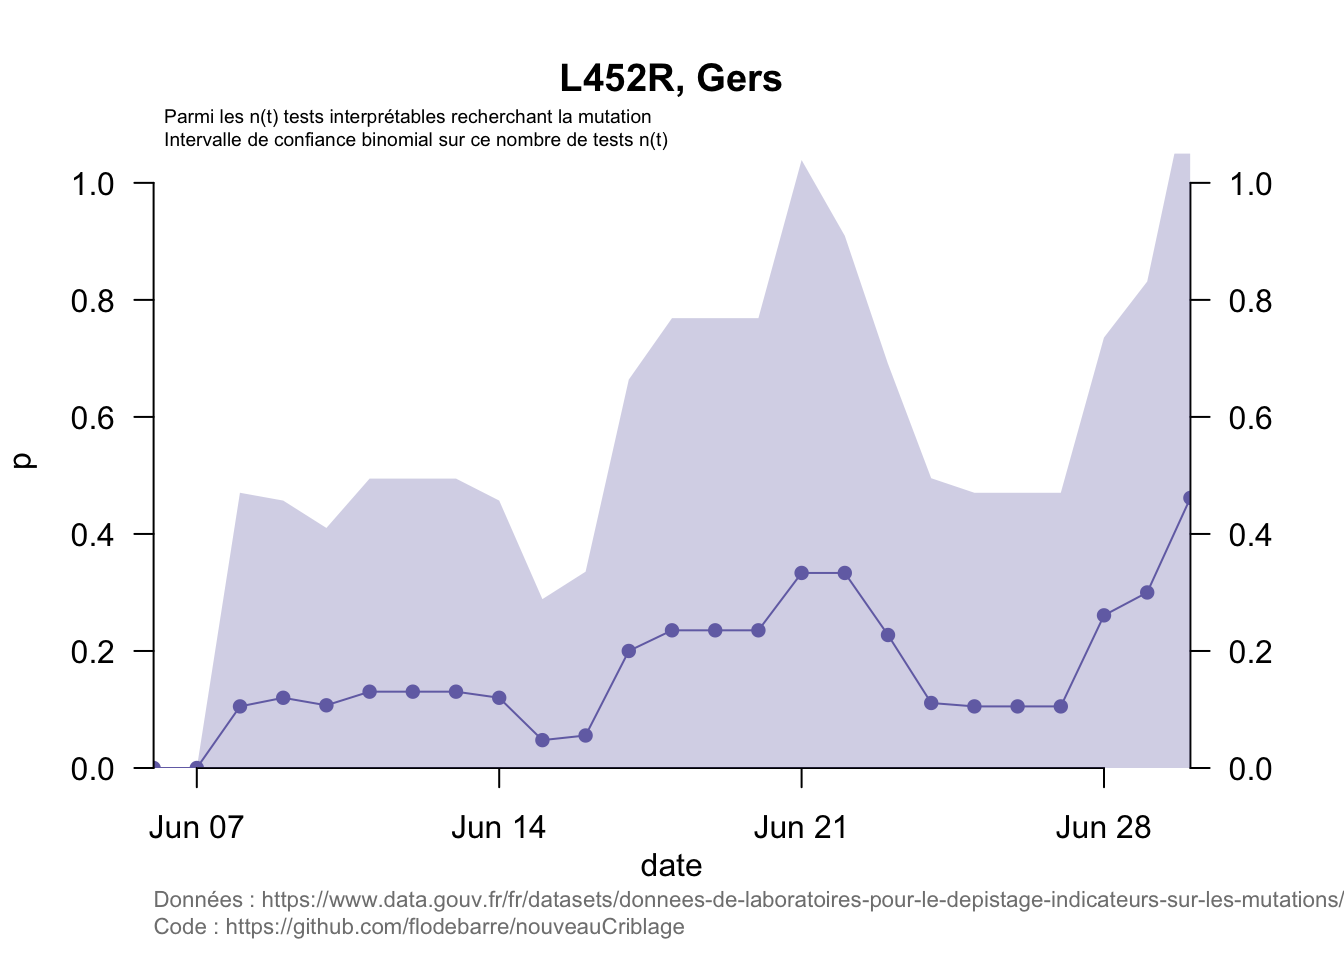 L452R, Gers
Parmi les n(t) tests interprétables recherchant la mutation
Intervalle de confiance binomial sur ce nombre de tests n(t)
1.0
0.8
0.6
0.4
0.2
0.0
p
1.0
0.8
0.6
0.4
0.2
0.0
Jun 07 Jun 14 Jun 21 Jun 28
date
Données : https://www.data.gouv.fr/fr/datasets/donnees-de-laboratoires-pour-le-depistage-indicateurs-sur-les-mutations/
Code : https://github.com/flodebarre/nouveauCriblage